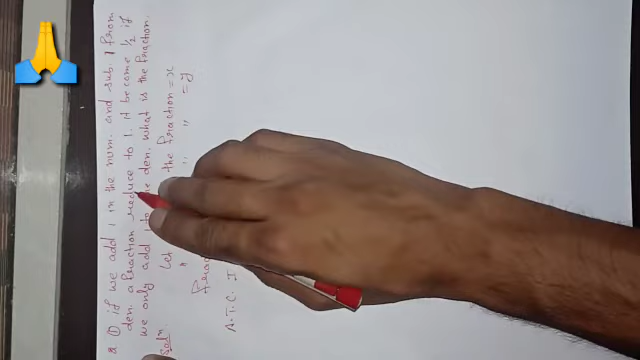 a ① if we add 1 in the num. and sub. 1 from
den. a fraction reduce to 1. it become 1/2 if
we only add 1 to the den. what is the fraction.
Solⁿ Let the fraction = x
" " " = y
A.T.C. I